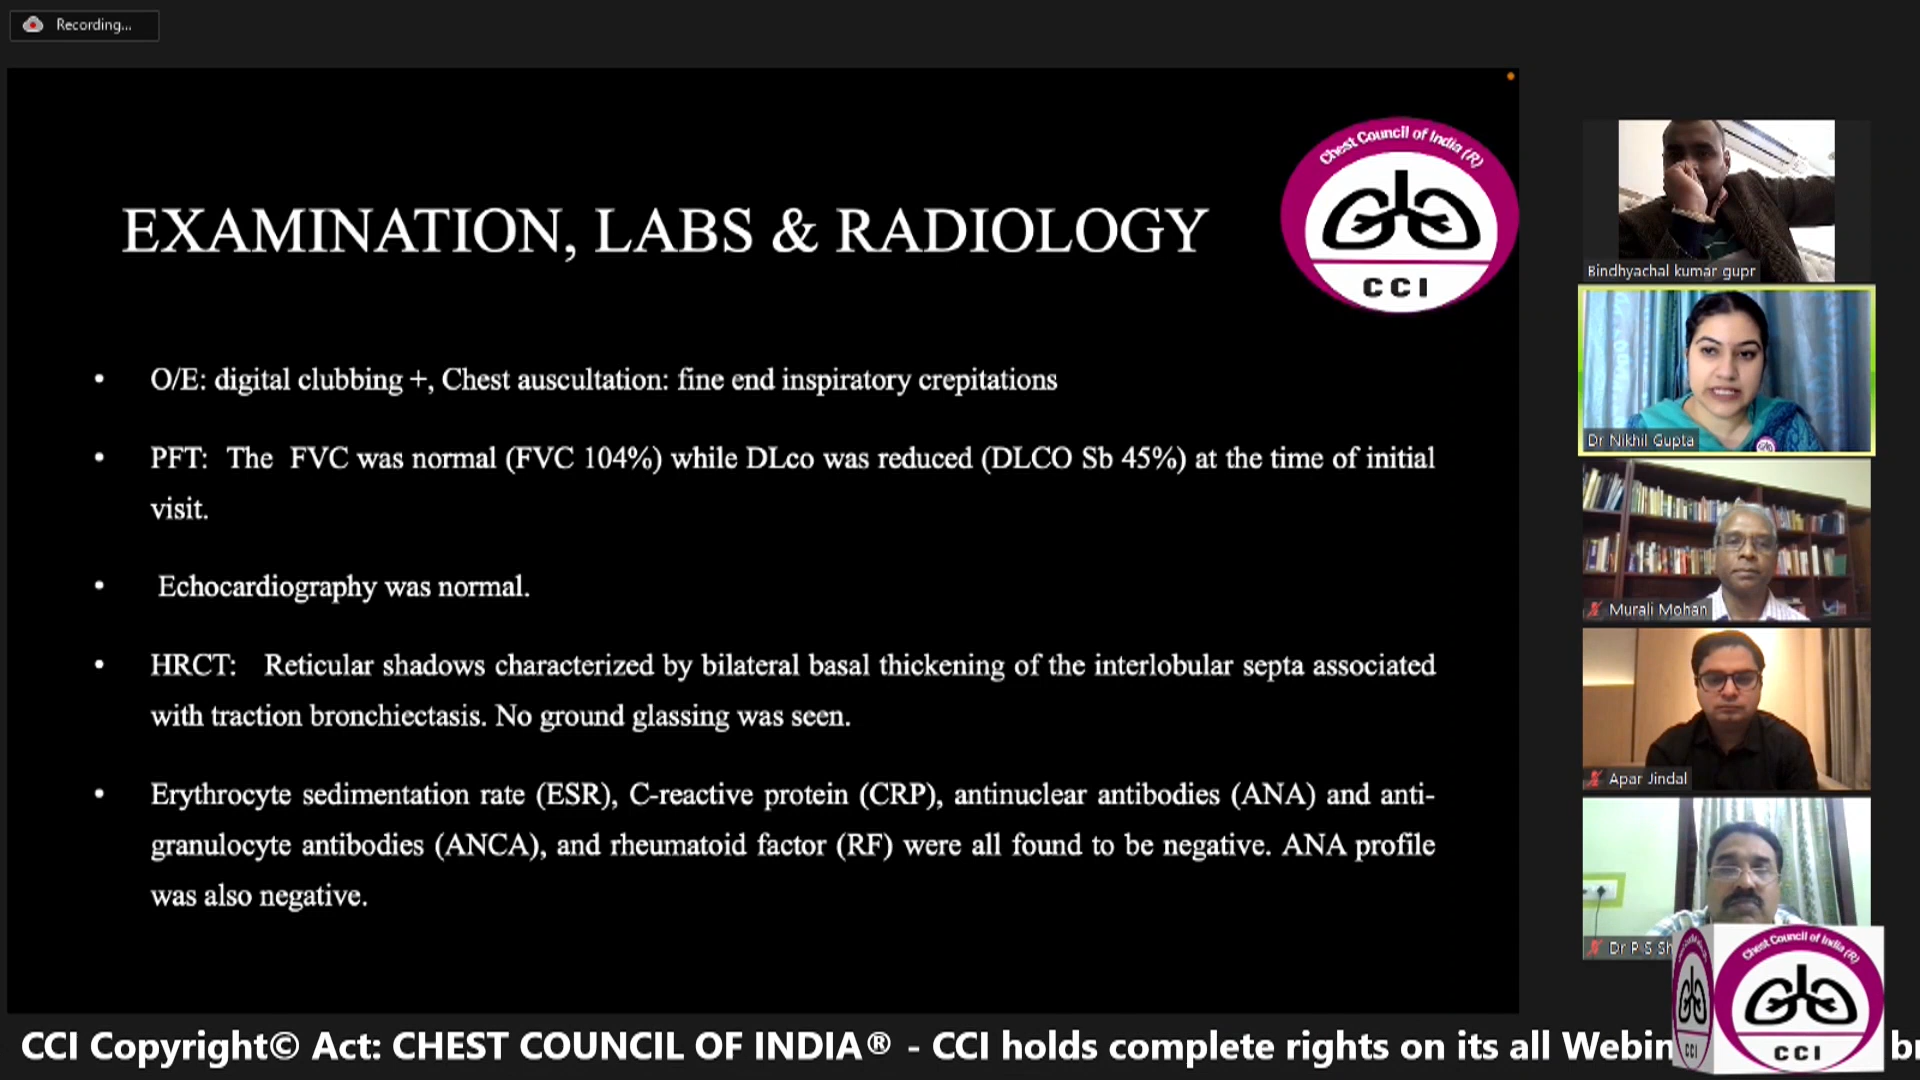 Recording...
Chest Council of India (R)
CCI
EXAMINATION, LABS & RADIOLOGY
• O/E: digital clubbing +, Chest auscultation: fine end inspiratory crepitations
• PFT: The FVC was normal (FVC 104%) while DLco was reduced (DLCO Sb 45%) at the time of initial
visit.
• Echocardiography was normal.
• HRCT: Reticular shadows characterized by bilateral basal thickening of the interlobular septa associated
with traction bronchiectasis. No ground glassing was seen.
• Erythrocyte sedimentation rate (ESR), C-reactive protein (CRP), antinuclear antibodies (ANA) and anti-
granulocyte antibodies (ANCA), and rheumatoid factor (RF) were all found to be negative. ANA profile
was also negative.
Bindhyachal kumar gupr
Dr Nikhil Gupta
Murali Mohan
Apar Jindal
Dr P S Sh
Chest Council of India (R)
CCI
CCI
CCI Copyright© Act: CHEST COUNCIL OF INDIA® - CCI holds complete rights on its all Webin